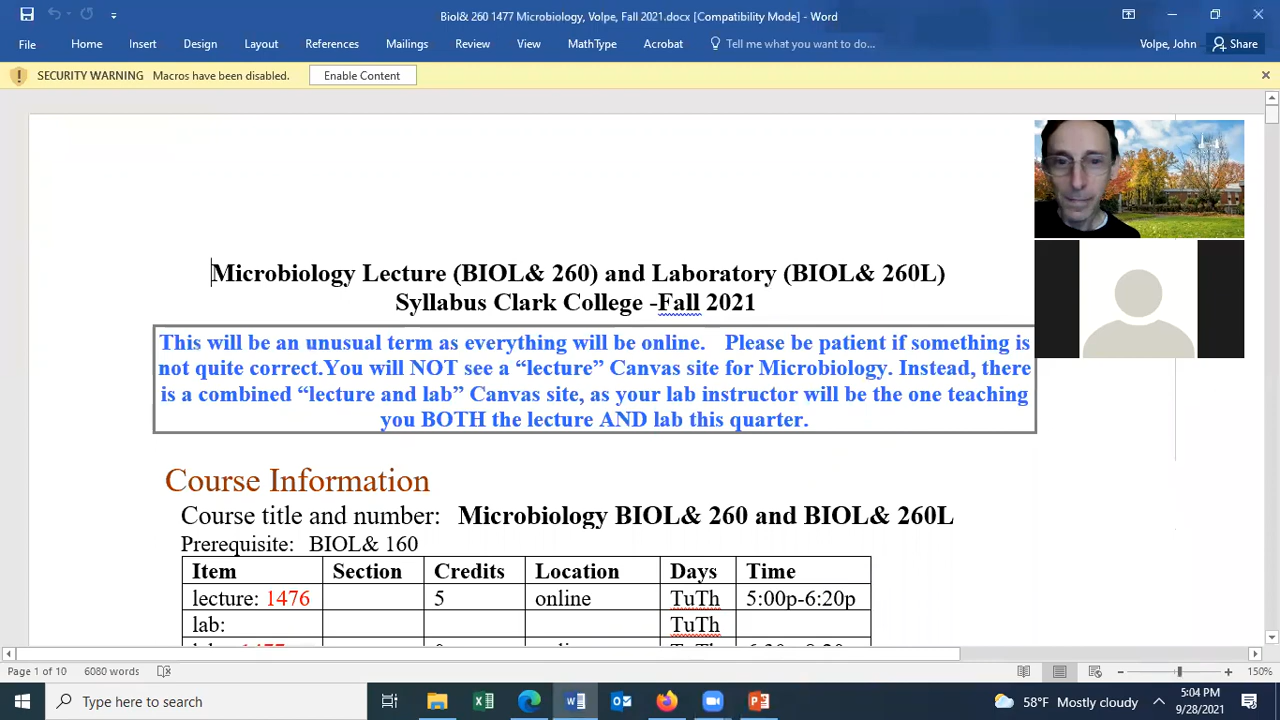 Biol& 260 1477 Microbiology, Volpe, Fall 2021.docx [Compatibility Mode] - Word
File Home Insert Design Layout References Mailings Review View MathType Acrobat Tell me what you want to do... Volpe, John Share
SECURITY WARNING Macros have been disabled. Enable Content
Microbiology Lecture (BIOL& 260) and Laboratory (BIOL& 260L)
Syllabus Clark College -Fall 2021
This will be an unusual term as everything will be online. Please be patient if something is
not quite correct.You will NOT see a “lecture” Canvas site for Microbiology. Instead, there
is a combined “lecture and lab” Canvas site, as your lab instructor will be the one teaching
you BOTH the lecture AND lab this quarter.
Course Information
Course title and number: Microbiology BIOL& 260 and BIOL& 260L
Prerequisite: BIOL& 160
Item Section Credits Location Days Time
lecture: 1476 5 online TuTh 5:00p-6:20p
lab: TuTh
Page 1 of 10 6080 words 150%
Type here to search 58°F Mostly cloudy 5:04 PM
9/28/2021